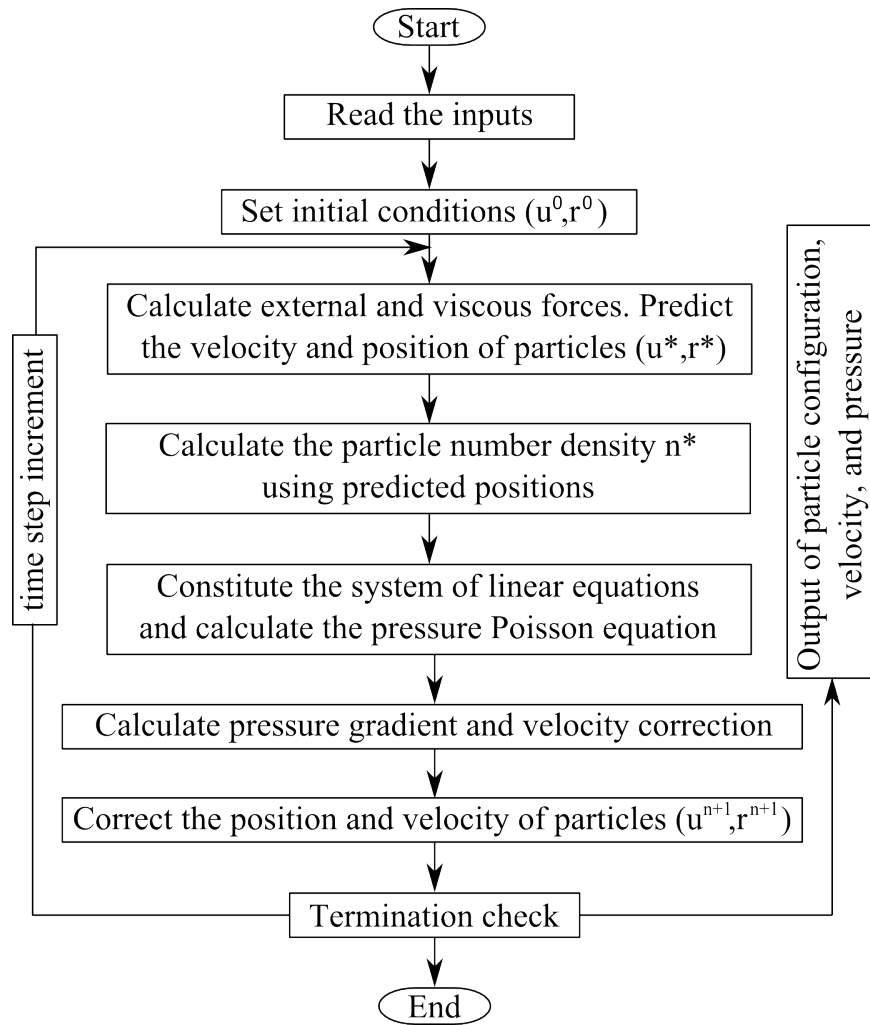 Start
Read the inputs
Set initial conditions (u⁰,r⁰)
Calculate external and viscous forces. Predict
the velocity and position of particles (u*,r*)
Calculate the particle number density n*
using predicted positions
Constitute the system of linear equations
and calculate the pressure Poisson equation
Calculate pressure gradient and velocity correction
Correct the position and velocity of particles (uⁿ⁺¹,rⁿ⁺¹)
Termination check
End
time step increment
Output of particle configuration,
velocity, and pressure